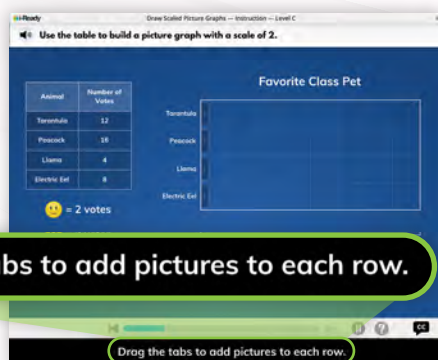 i-Ready
Draw Scaled Picture Graphs — Instruction — Level C
Use the table to build a picture graph with a scale of 2.
Favorite Class Pet
Animal Number of Votes
Tarantula 12
Peacock 16
Llama 4
Electric Eel 8
Tarantula
Peacock
Llama
Electric Eel
= 2 votes
bs to add pictures to each row.
CC
Drag the tabs to add pictures to each row.